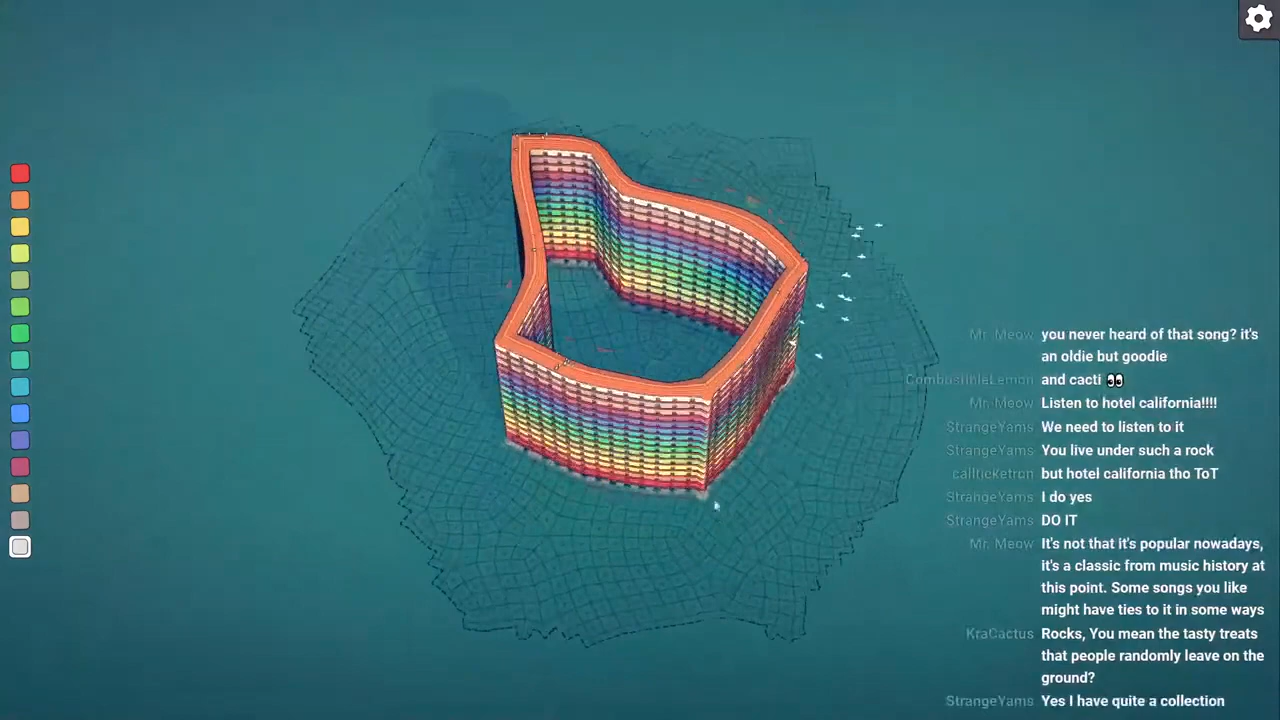 Mr. Meow you never heard of that song? it's
an oldie but goodie
CombustibleLemon and cacti 👀
Mr. Meow Listen to hotel california!!!!
StrangeYams We need to listen to it
StrangeYams You live under such a rock
callticketron but hotel california tho ToT
StrangeYams I do yes
StrangeYams DO IT
Mr. Meow It's not that it's popular nowadays,
it's a classic from music history at
this point. Some songs you like
might have ties to it in some ways
KraCactus Rocks, You mean the tasty treats
that people randomly leave on the
ground?
StrangeYams Yes I have quite a collection